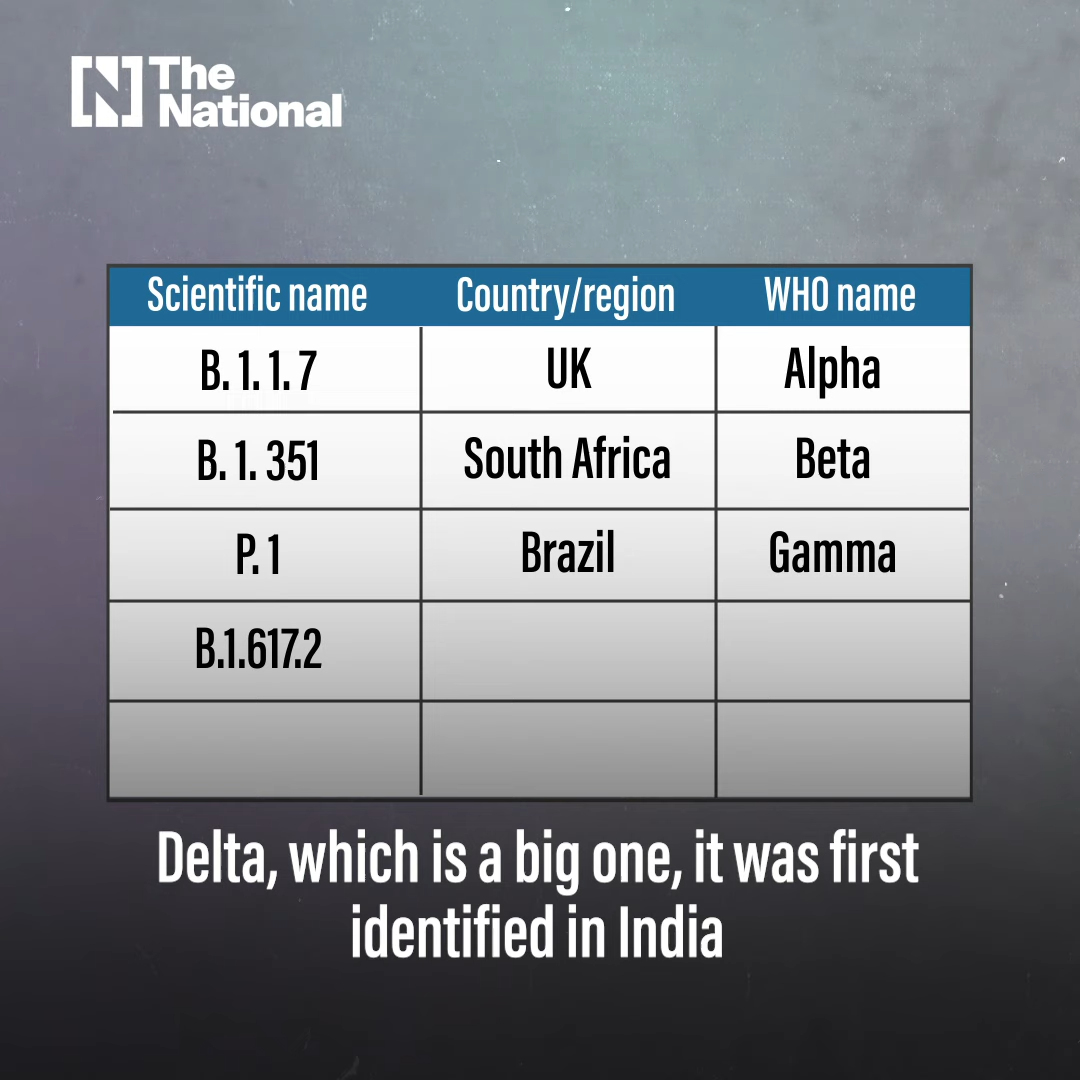 The
National
Scientific name Country/region WHO name
B. 1. 1. 7 UK Alpha
B. 1. 351 South Africa Beta
P. 1 Brazil Gamma
B.1.617.2
Delta, which is a big one, it was first
identified in India